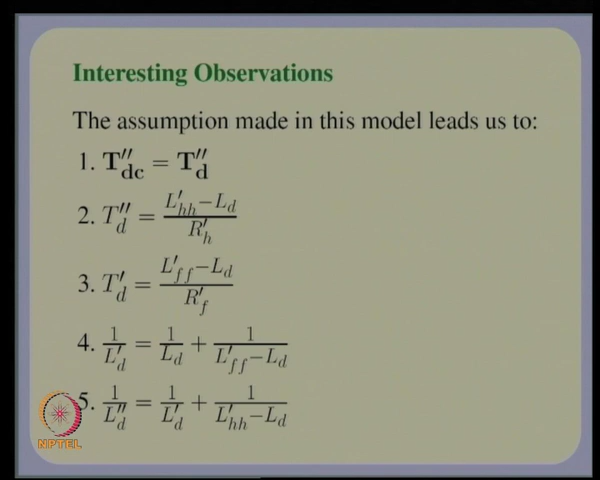 Interesting Observations
The assumption made in this model leads us to:
1. T″dc = T″d
2. T″d = (L′hh−Ld)/R′h
3. T′d = (L′ff−Ld)/R′f
4. 1/L′d = 1/Ld + 1/(L′ff−Ld)
5. 1/L″d = 1/L′d + 1/(L′hh−Ld)
NPTEL